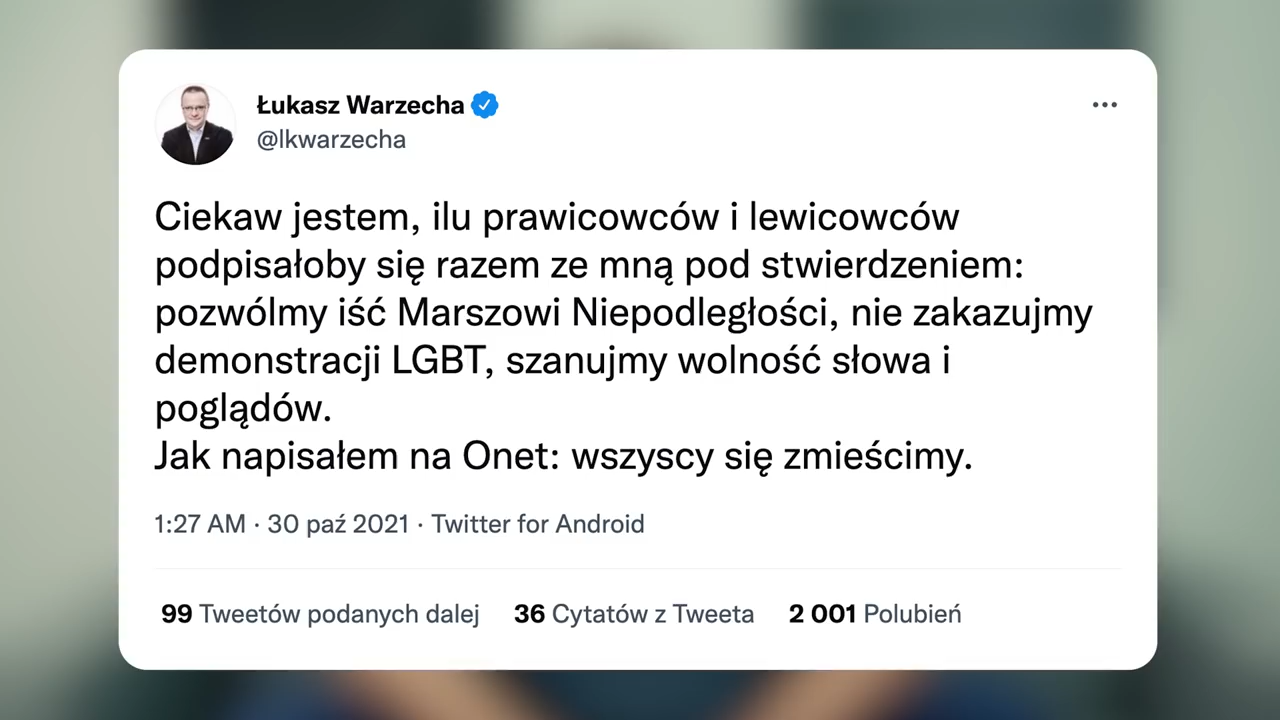 Łukasz Warzecha
@lkwarzecha
Ciekaw jestem, ilu prawicowców i lewicowców
podpisałoby się razem ze mną pod stwierdzeniem:
pozwólmy iść Marszowi Niepodległości, nie zakazujmy
demonstracji LGBT, szanujmy wolność słowa i
poglądów.
Jak napisałem na Onet: wszyscy się zmieścimy.
1:27 AM · 30 paź 2021 · Twitter for Android
99 Tweetów podanych dalej 36 Cytatów z Tweeta 2 001 Polubień